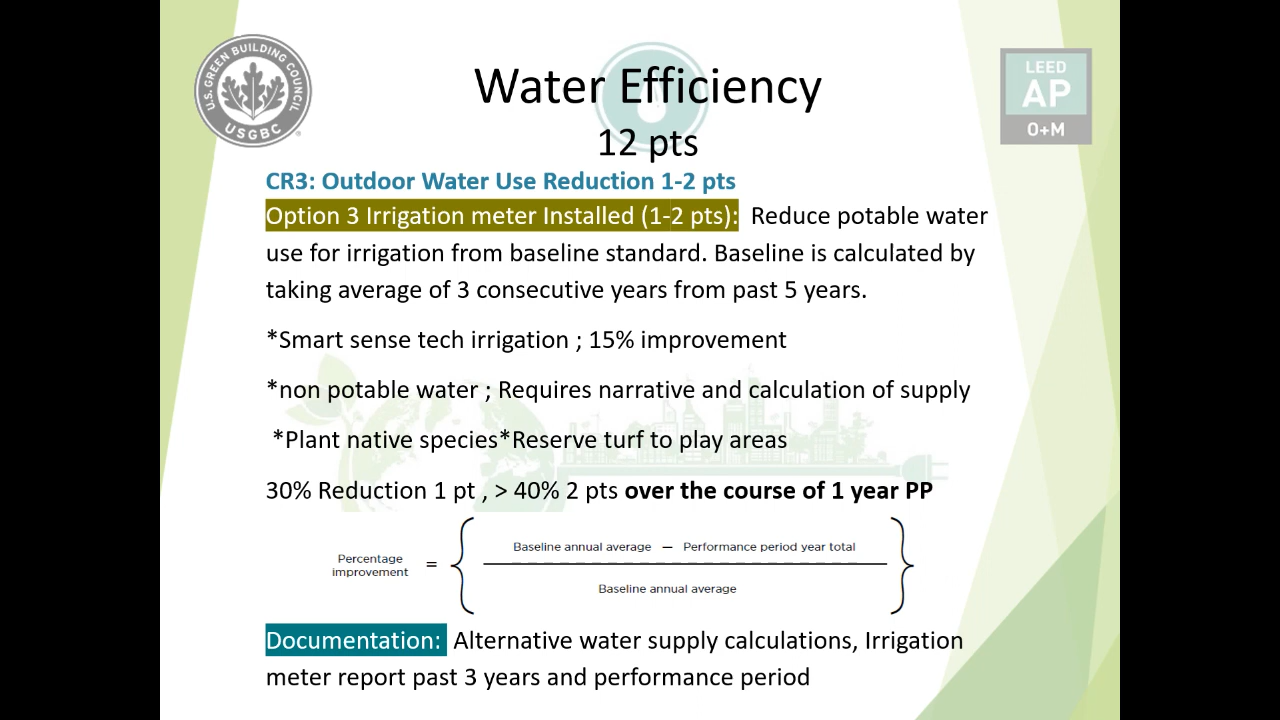 U.S. GREEN BUILDING COUNCIL
USGBC
LEED
AP
O+M
Water Efficiency
12 pts
CR3: Outdoor Water Use Reduction 1-2 pts
Option 3 Irrigation meter Installed (1-2 pts): Reduce potable water
use for irrigation from baseline standard. Baseline is calculated by
taking average of 3 consecutive years from past 5 years.
*Smart sense tech irrigation ; 15% improvement
*non potable water ; Requires narrative and calculation of supply
*Plant native species*Reserve turf to play areas
30% Reduction 1 pt , > 40% 2 pts over the course of 1 year PP
Baseline annual average – Performance period year total
Percentage
improvement
=
Baseline annual average
Documentation: Alternative water supply calculations, Irrigation
meter report past 3 years and performance period